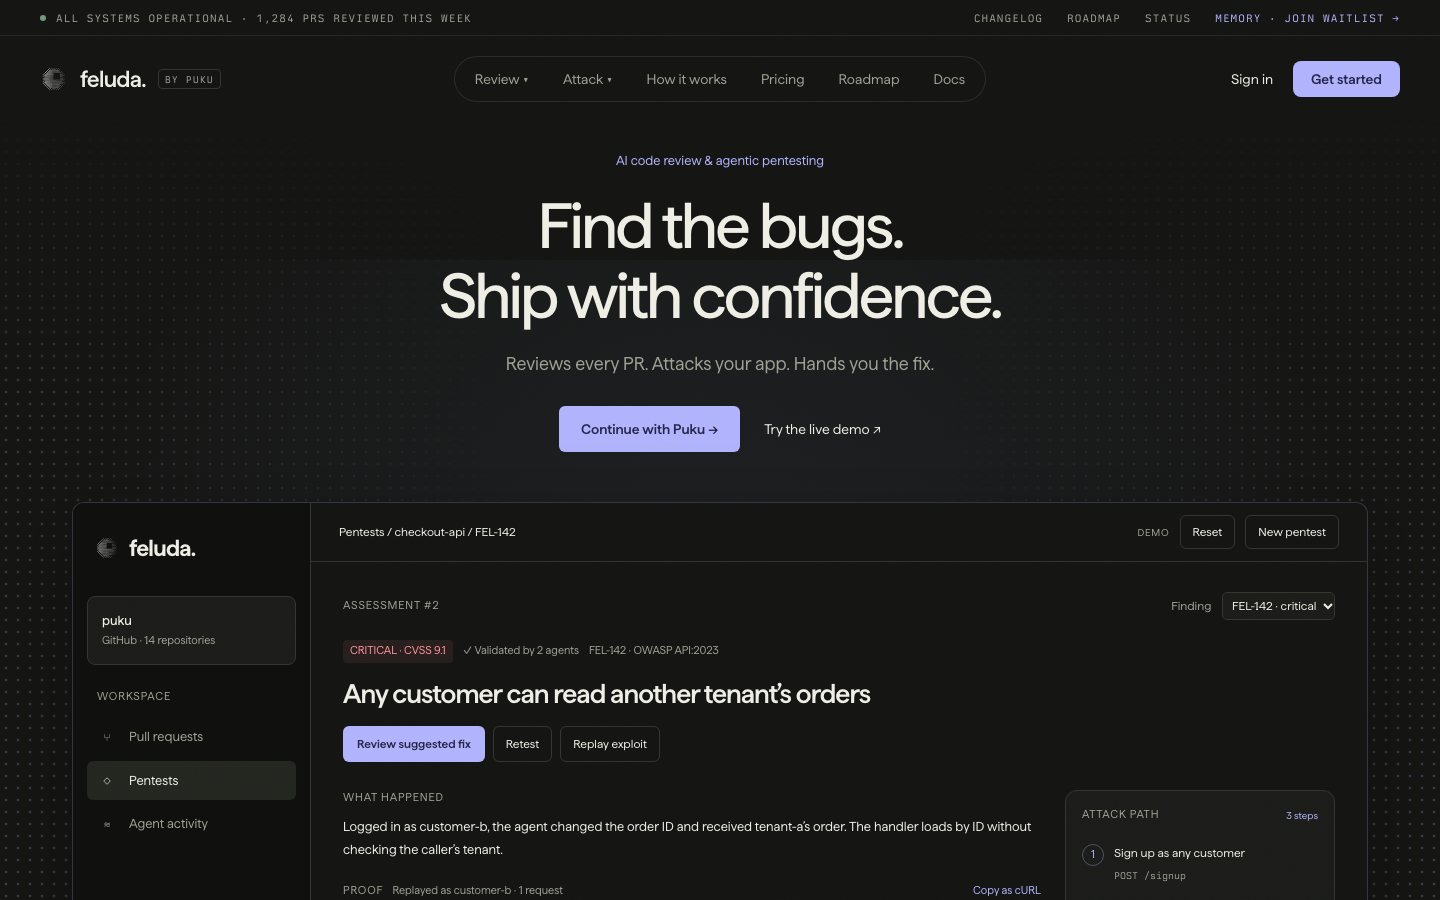 ALL SYSTEMS OPERATIONAL · 1,284 PRS REVIEWED THIS WEEK
CHANGELOG ROADMAP STATUS MEMORY · JOIN WAITLIST →
feluda. BY PUKU
Review ▾ Attack ▾ How it works Pricing Roadmap Docs
Sign in Get started
AI code review & agentic pentesting
Find the bugs.
Ship with confidence.
Reviews every PR. Attacks your app. Hands you the fix.
Continue with Puku → Try the live demo ↗
feluda.
puku
GitHub · 14 repositories
WORKSPACE
Pull requests
Pentests
Agent activity
Pentests / checkout-api / FEL-142
DEMO Reset New pentest
ASSESSMENT #2
Finding FEL-142 · critical
CRITICAL · CVSS 9.1 ✓ Validated by 2 agents FEL-142 · OWASP API:2023
Any customer can read another tenant’s orders
Review suggested fix Retest Replay exploit
WHAT HAPPENED
Logged in as customer-b, the agent changed the order ID and received tenant-a’s order. The handler loads by ID without
checking the caller’s tenant.
PROOF Replayed as customer-b · 1 request Copy as cURL
ATTACK PATH 3 steps
1 Sign up as any customer
POST /signup